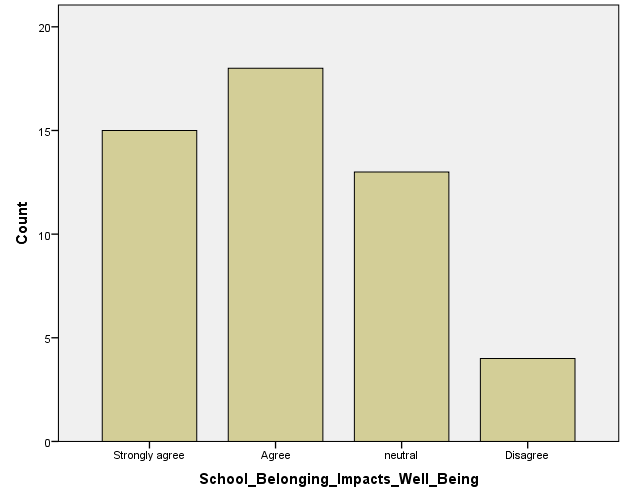 20
15
10
5
0
Count
Strongly agree
Agree
neutral
Disagree
School_Belonging_Impacts_Well_Being